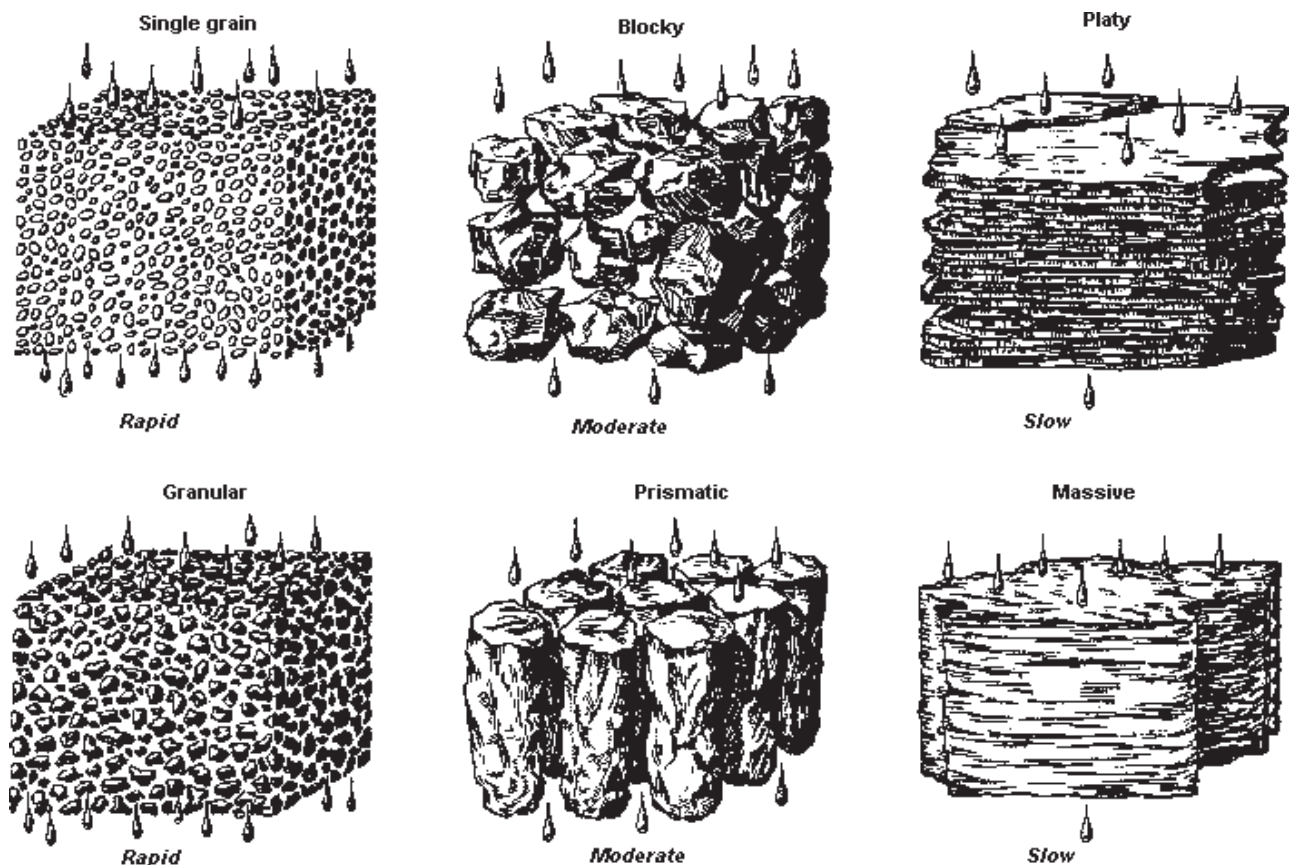 Single grain
Blocky
Platy
Rapid
Moderate
Slow
Granular
Prismatic
Massive
Rapid
Moderate
Slow